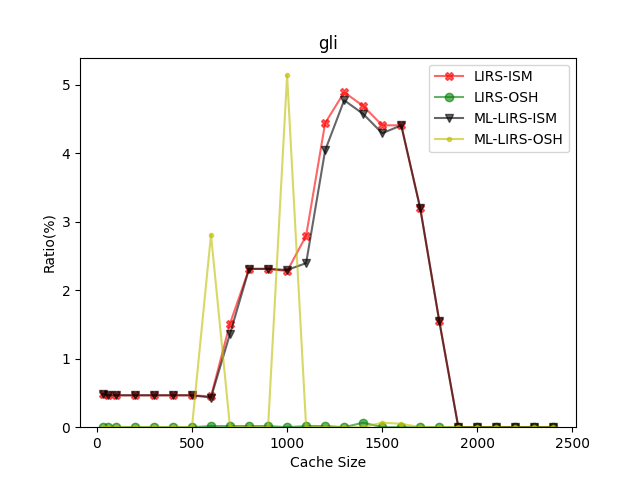 gli
LIRS-ISM
LIRS-OSH
ML-LIRS-ISM
ML-LIRS-OSH
Ratio(%)
5
4
3
2
1
0
0 500 1000 1500 2000 2500
Cache Size